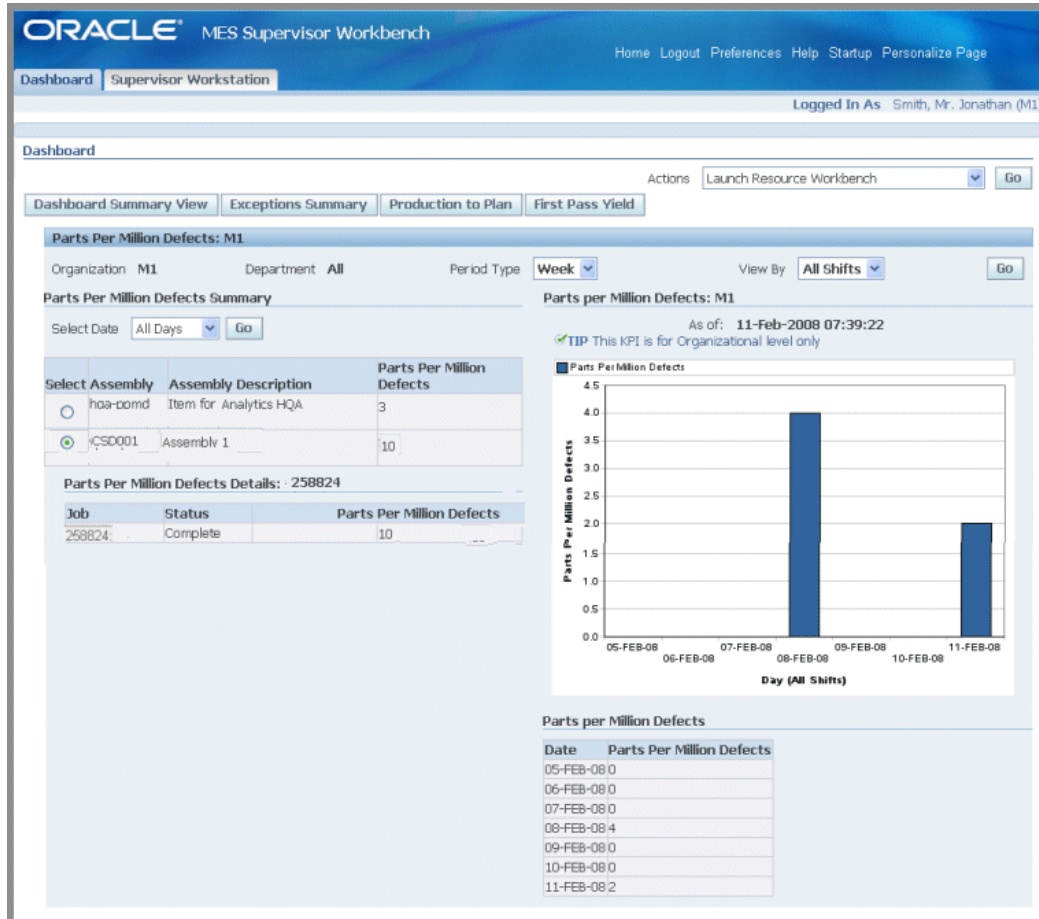 ORACLE MES Supervisor Workbench
Home Logout Preferences Help Startup Personalize Page
Dashboard Supervisor Workstation
Logged In As Smith, Mr. Jonathan (M1)
Dashboard
Actions Launch Resource Workbench Go
Dashboard Summary View Exceptions Summary Production to Plan First Pass Yield
Parts Per Million Defects: M1
Organization M1 Department All Period Type Week View By All Shifts Go
Parts Per Million Defects Summary
Select Date All Days Go
Select Assembly Assembly Description Parts Per Million Defects
hqa-ppmd Item for Analytics HQA 3
CSD001 Assembly 1 10
Parts Per Million Defects Details: 258824
Job Status Parts Per Million Defects
258824 Complete 10
Parts per Million Defects: M1
As of: 11-Feb-2008 07:39:22
TIP This KPI is for Organizational level only
Parts Per Million Defects
Parts Per Million Defects
4.5
4.0
3.5
3.0
2.5
2.0
1.5
1.0
0.5
0.0
05-FEB-08 06-FEB-08 07-FEB-08 08-FEB-08 09-FEB-08 10-FEB-08 11-FEB-08
Day (All Shifts)
Parts per Million Defects
Date Parts Per Million Defects
05-FEB-08 0
06-FEB-08 0
07-FEB-08 0
08-FEB-08 4
09-FEB-08 0
10-FEB-08 0
11-FEB-08 2